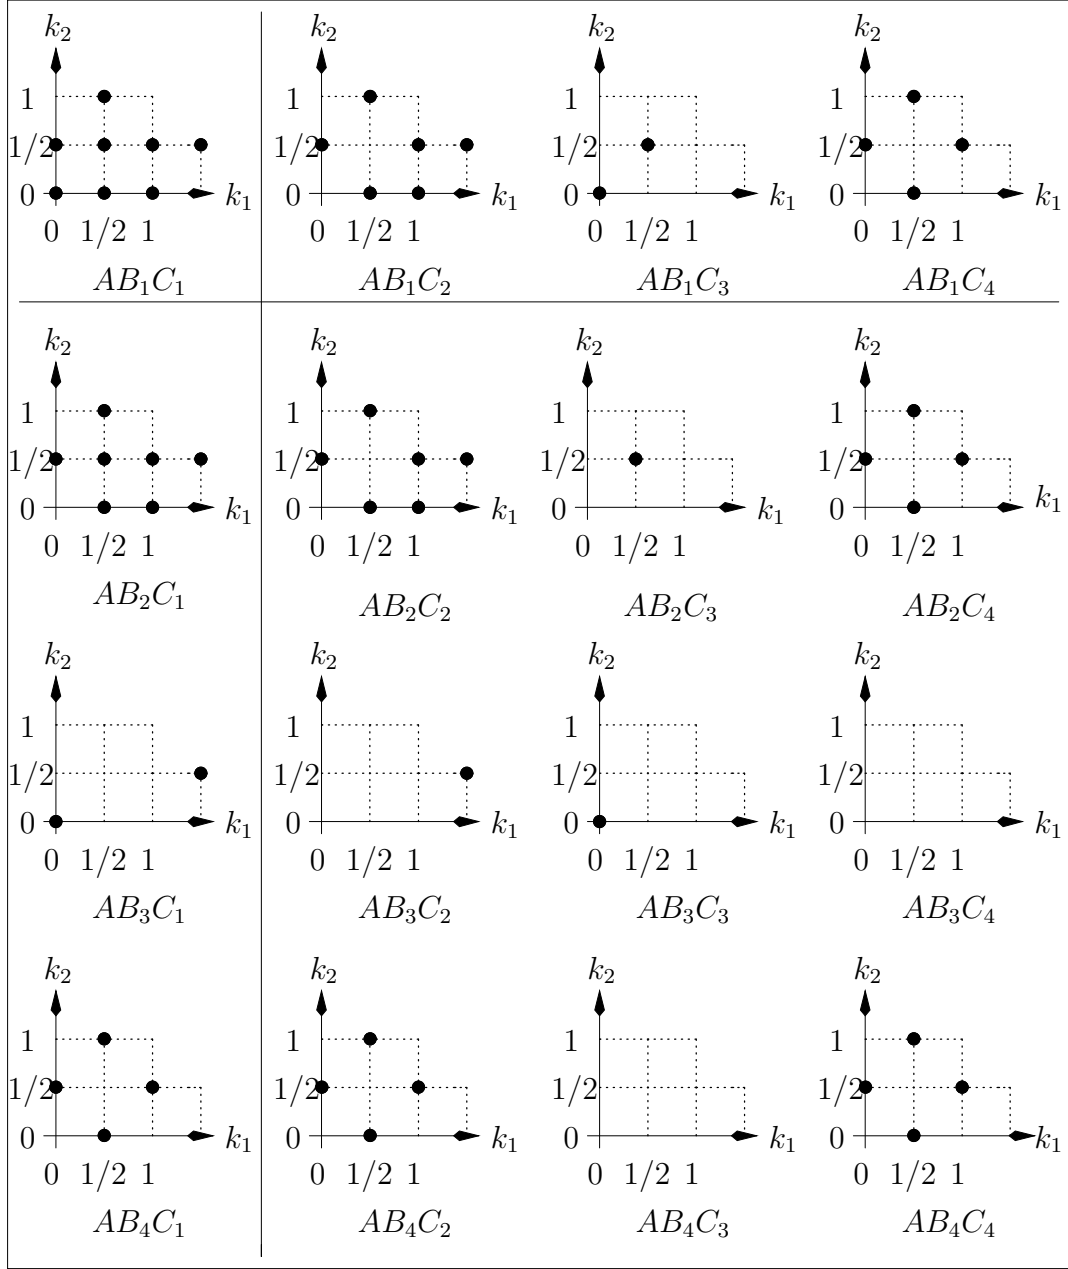 k₂ k₂ k₂ k₂
1 1 1 1
1/2 1/2 1/2 1/2
0 k₁ 0 k₁ 0 k₁ 0 k₁
0 1/2 1 0 1/2 1 0 1/2 1 0 1/2 1
AB₁C₁ AB₁C₂ AB₁C₃ AB₁C₄
k₂ k₂ k₂ k₂
1 1 1 1
1/2 1/2 1/2 1/2
0 k₁ 0 k₁ 0 k₁ 0 k₁
0 1/2 1 0 1/2 1 0 1/2 1 0 1/2 1
AB₂C₁ AB₂C₂ AB₂C₃ AB₂C₄
k₂ k₂ k₂ k₂
1 1 1 1
1/2 1/2 1/2 1/2
0 k₁ 0 k₁ 0 k₁ 0 k₁
0 1/2 1 0 1/2 1 0 1/2 1 0 1/2 1
AB₃C₁ AB₃C₂ AB₃C₃ AB₃C₄
k₂ k₂ k₂ k₂
1 1 1 1
1/2 1/2 1/2 1/2
0 k₁ 0 k₁ 0 k₁ 0 k₁
0 1/2 1 0 1/2 1 0 1/2 1 0 1/2 1
AB₄C₁ AB₄C₂ AB₄C₃ AB₄C₄